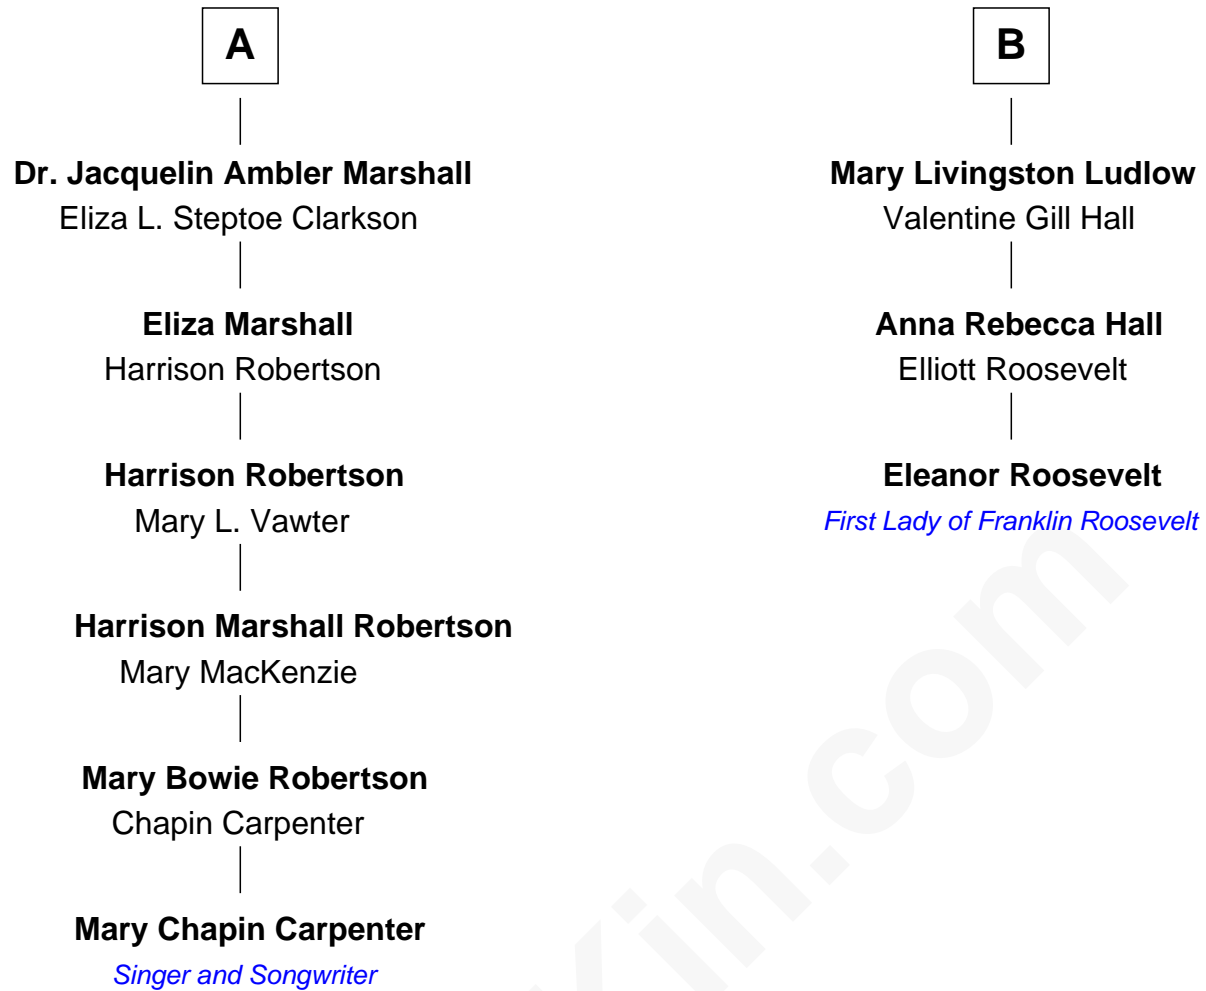 A
Dr. Jacquelin Ambler Marshall
Eliza L. Steptoe Clarkson
Eliza Marshall
Harrison Robertson
Harrison Robertson
Mary L. Vawter
Harrison Marshall Robertson
Mary MacKenzie
Mary Bowie Robertson
Chapin Carpenter
Mary Chapin Carpenter
Singer and Songwriter
B
Mary Livingston Ludlow
Valentine Gill Hall
Anna Rebecca Hall
Elliott Roosevelt
Eleanor Roosevelt
First Lady of Franklin Roosevelt
Kin.com